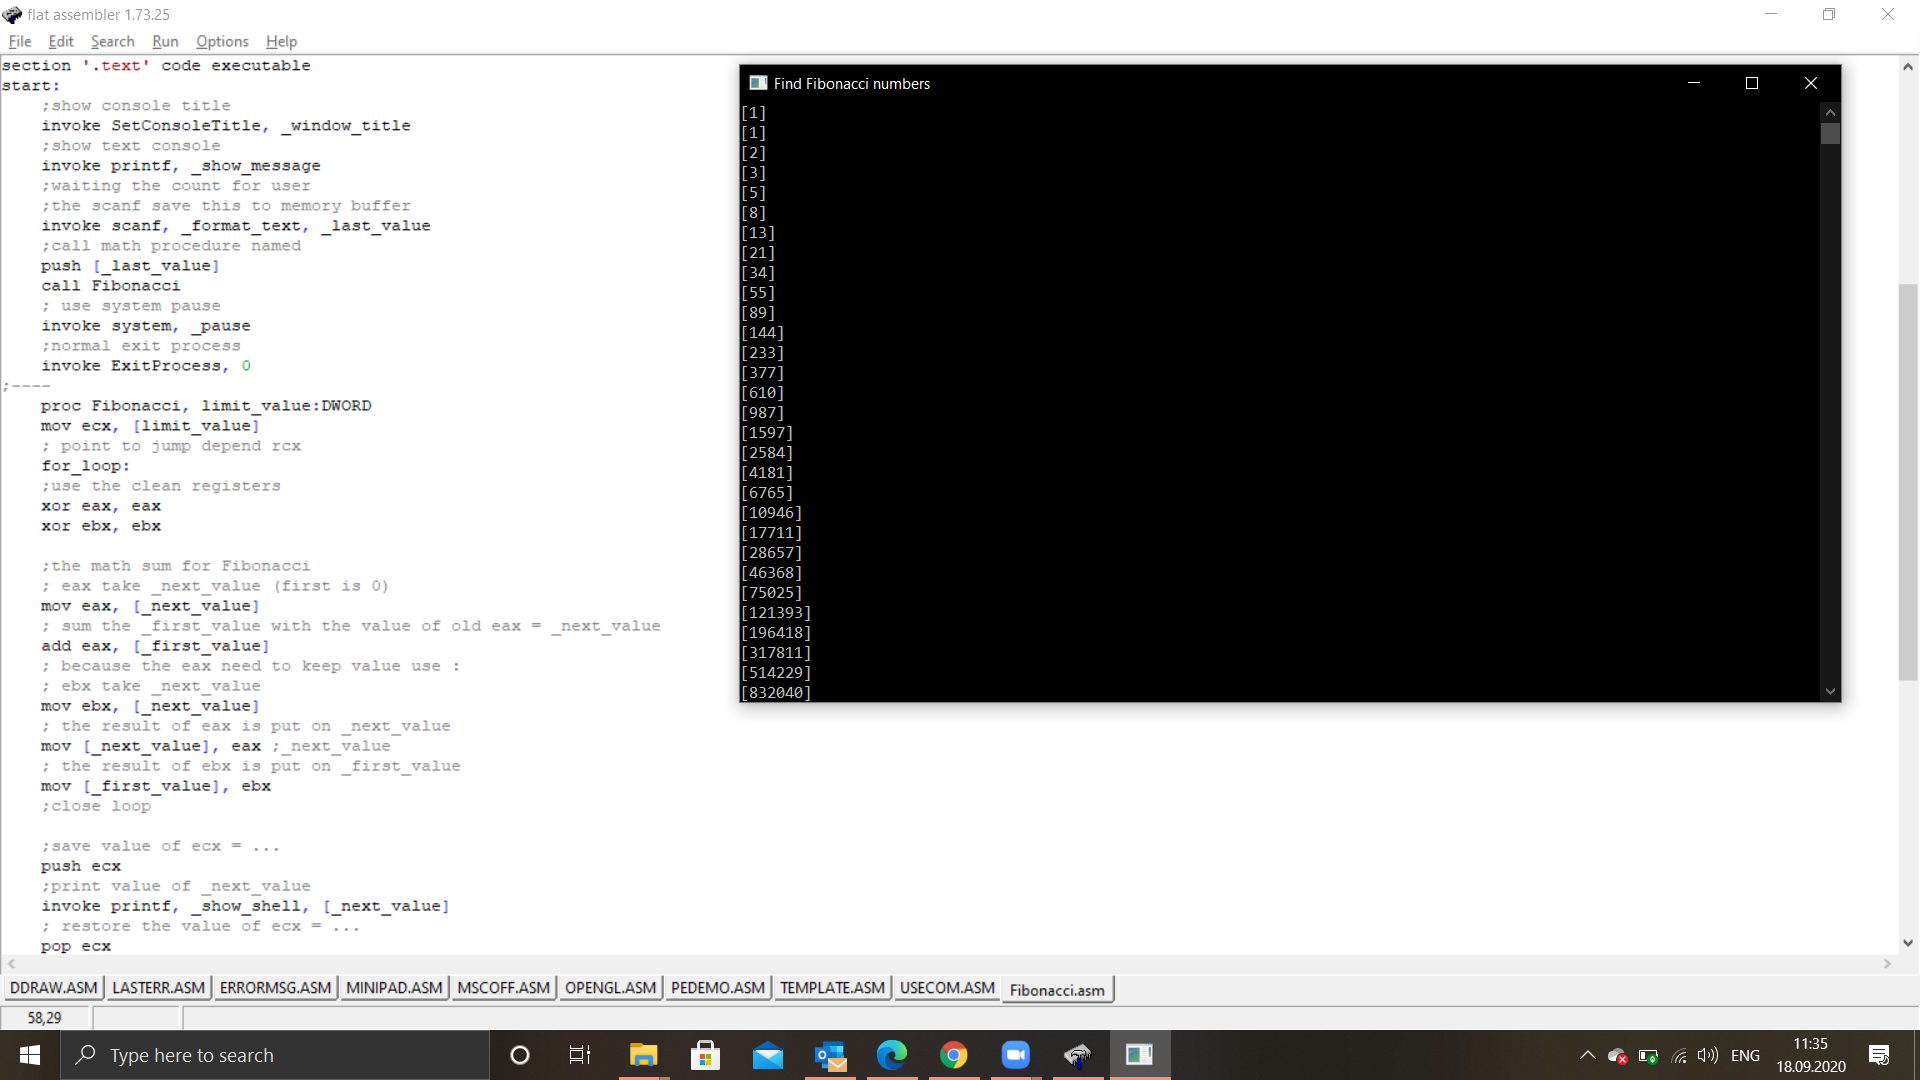 flat assembler 1.73.25
File Edit Search Run Options Help
section '.text' code executable
start:
;show console title
invoke SetConsoleTitle, _window_title
;show text console
invoke printf, _show_message
;waiting the count for user
;the scanf save this to memory buffer
invoke scanf, _format_text, _last_value
;call math procedure named
push [_last_value]
call Fibonacci
; use system pause
invoke system, _pause
;normal exit process
invoke ExitProcess, 0
;----
proc Fibonacci, limit_value:DWORD
mov ecx, [limit_value]
; point to jump depend rcx
for_loop:
;use the clean registers
xor eax, eax
xor ebx, ebx
;the math sum for Fibonacci
; eax take _next_value (first is 0)
mov eax, [_next_value]
; sum the _first_value with the value of old eax = _next_value
add eax, [_first_value]
; because the eax need to keep value use :
; ebx take _next_value
mov ebx, [_next_value]
; the result of eax is put on _next_value
mov [_next_value], eax ;_next_value
; the result of ebx is put on _first_value
mov [_first_value], ebx
;close loop
;save value of ecx = ...
push ecx
;print value of _next_value
invoke printf, _show_shell, [_next_value]
; restore the value of ecx = ...
pop ecx
Find Fibonacci numbers
[1]
[1]
[2]
[3]
[5]
[8]
[13]
[21]
[34]
[55]
[89]
[144]
[233]
[377]
[610]
[987]
[1597]
[2584]
[4181]
[6765]
[10946]
[17711]
[28657]
[46368]
[75025]
[121393]
[196418]
[317811]
[514229]
[832040]
DDRAW.ASM LASTERR.ASM ERRORMSG.ASM MINIPAD.ASM MSCOFF.ASM OPENGL.ASM PEDEMO.ASM TEMPLATE.ASM USECOM.ASM Fibonacci.asm
58,29
Type here to search
ENG
11:35
18.09.2020